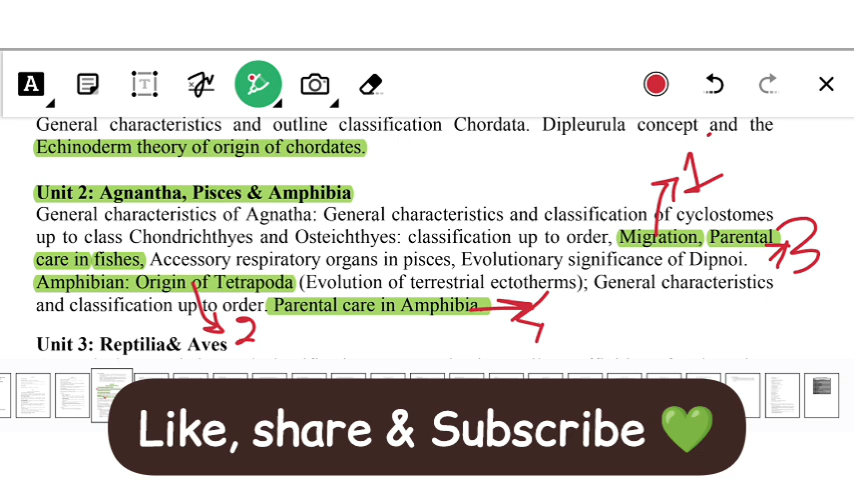 A
T
General characteristics and outline classification Chordata. Dipleurula concept and the
Echinoderm theory of origin of chordates.
Unit 2: Agnantha, Pisces & Amphibia
1
General characteristics of Agnatha: General characteristics and classification of cyclostomes
up to class Chondrichthyes and Osteichthyes: classification up to order, Migration, Parental
3
care in fishes, Accessory respiratory organs in pisces, Evolutionary significance of Dipnoi.
Amphibian: Origin of Tetrapoda (Evolution of terrestrial ectotherms); General characteristics
and classification up to order. Parental care in Amphibia
4
Unit 3: Reptilia& Aves
2
Like, share & Subscribe 💚